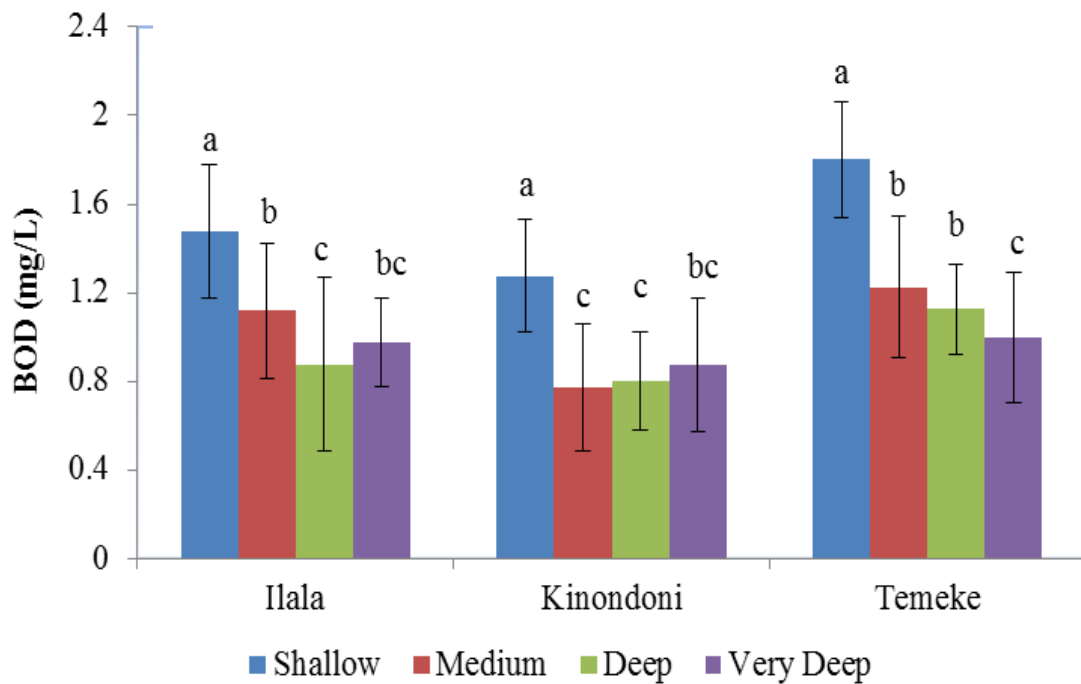 2.4
2
1.6
1.2
0.8
0.4
0
BOD (mg/L)
a b c bc
a c c bc
a b b c
Ilala Kinondoni Temeke
Shallow Medium Deep Very Deep